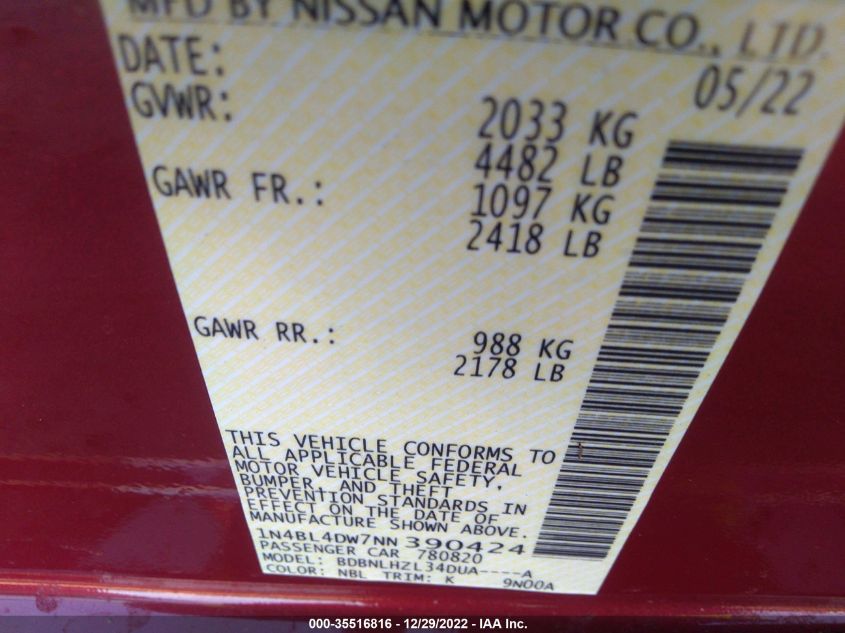 MFD BY NISSAN MOTOR CO., LTD.
DATE: 05/22
GVWR: 2033 KG
4482 LB
GAWR FR.: 1097 KG
2418 LB
GAWR RR.: 988 KG
2178 LB
THIS VEHICLE CONFORMS TO
ALL APPLICABLE FEDERAL
MOTOR VEHICLE SAFETY,
BUMPER, AND THEFT
PREVENTION STANDARDS IN
EFFECT ON THE DATE OF
MANUFACTURE SHOWN ABOVE.
1N4BL4DW7NN390424
PASSENGER CAR 780820
MODEL: BDBNLHZL34DUA----A
COLOR: NBL TRIM: K 9N00A
000-35516816 - 12/29/2022 - IAA Inc.